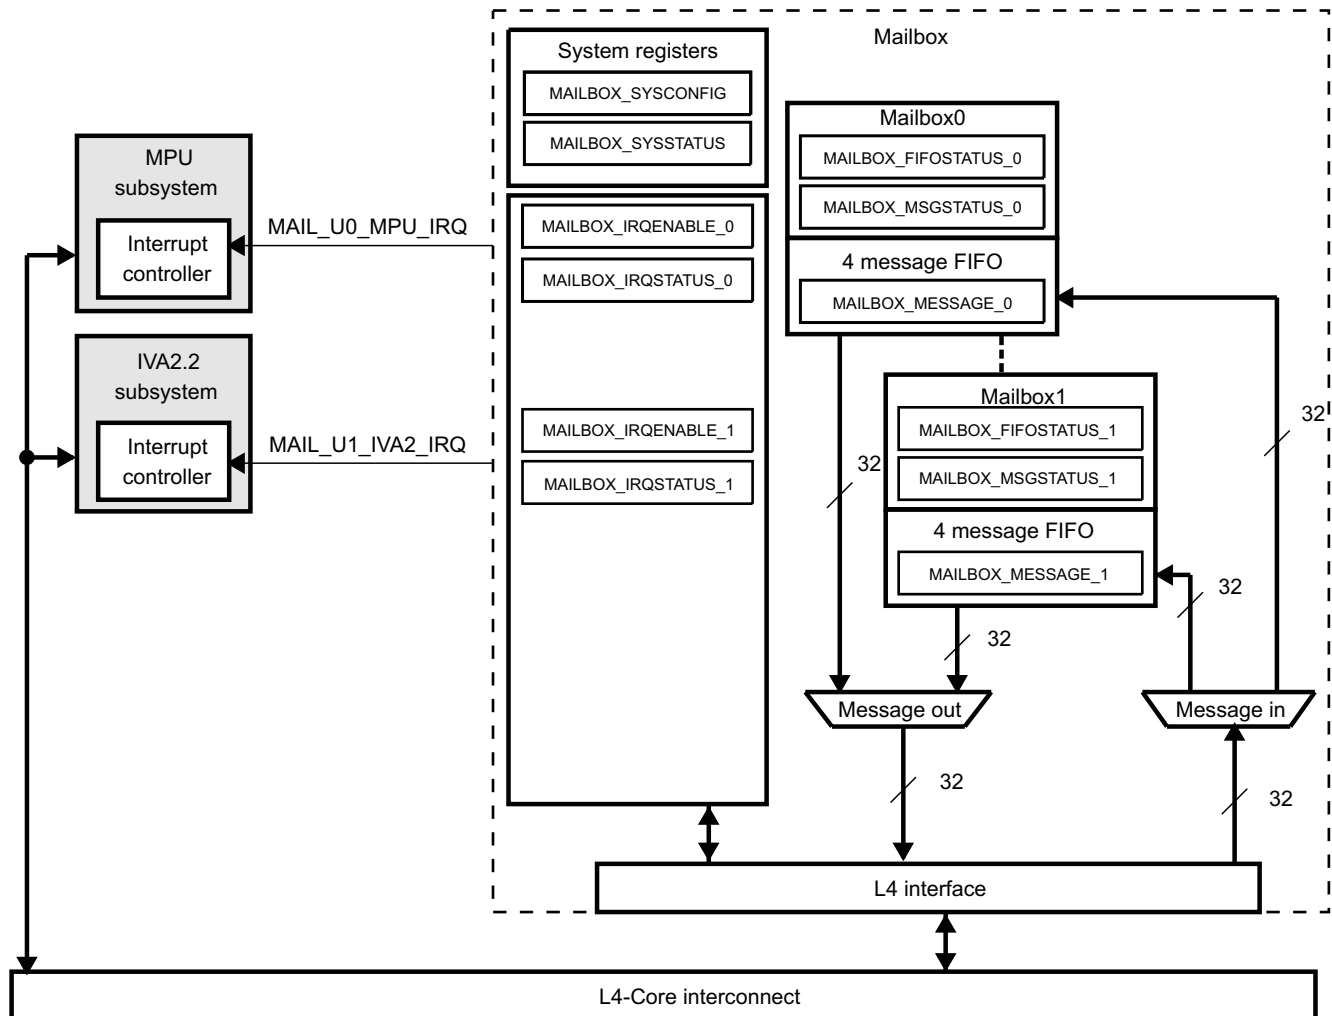 Mailbox
System registers
MAILBOX_SYSCONFIG
MAILBOX_SYSSTATUS
MPU
subsystem
Interrupt
controller
MAIL_U0_MPU_IRQ
MAILBOX_IRQENABLE_0
MAILBOX_IRQSTATUS_0
IVA2.2
subsystem
Interrupt
controller
MAIL_U1_IVA2_IRQ
MAILBOX_IRQENABLE_1
MAILBOX_IRQSTATUS_1
Mailbox0
MAILBOX_FIFOSTATUS_0
MAILBOX_MSGSTATUS_0
4 message FIFO
MAILBOX_MESSAGE_0
Mailbox1
MAILBOX_FIFOSTATUS_1
MAILBOX_MSGSTATUS_1
4 message FIFO
MAILBOX_MESSAGE_1
32
32
32
32
Message out
Message in
32
32
L4 interface
L4-Core interconnect